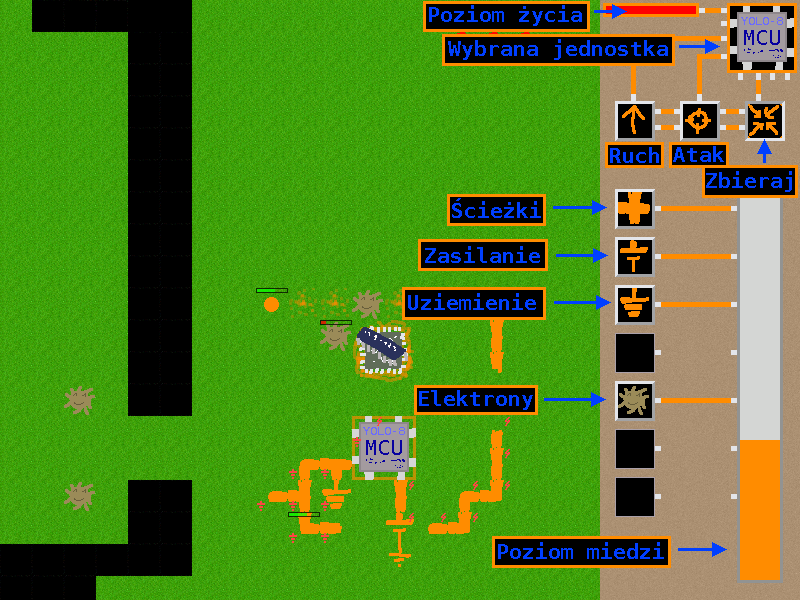 Poziom życia
YOLO-8
MCU
Wybrana jednostka
Ruch
Atak
Zbieraj
Ścieżki
Zasilanie
Uziemienie
Elektrony
YOLO-8
MCU
Poziom miedzi